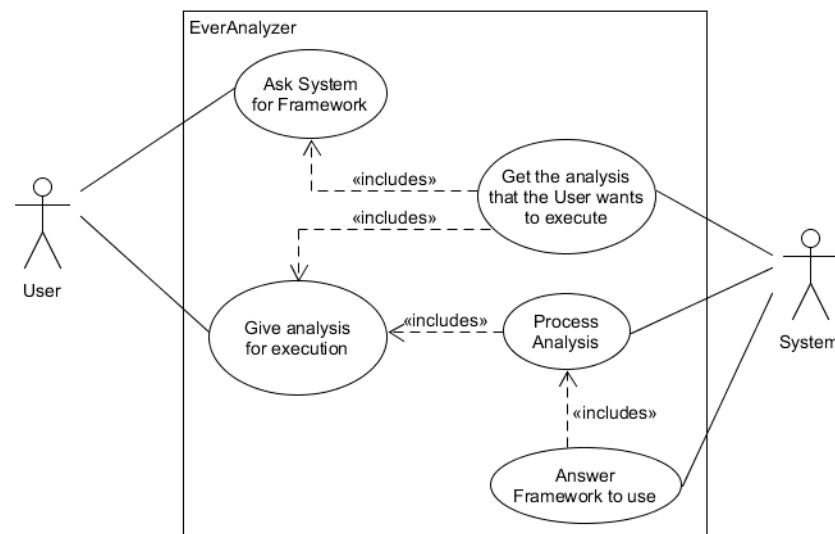 EverAnalyzer
Ask System
for Framework
«includes»
Get the analysis
that the User wants
to execute
«includes»
User
Give analysis
for execution
«includes»
Process
Analysis
System
«includes»
Answer
Framework to use